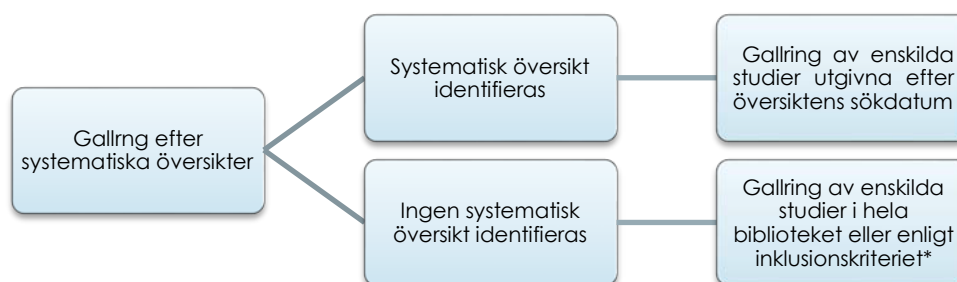 Gallrng efter
systematiska översikter
Systematisk översikt
identifieras
Gallring av enskilda
studier utgivna efter
översiktens sökdatum
Ingen systematisk
översikt identifieras
Gallring av enskilda
studier i hela
biblioteket eller enligt
inklusionskriteriet*